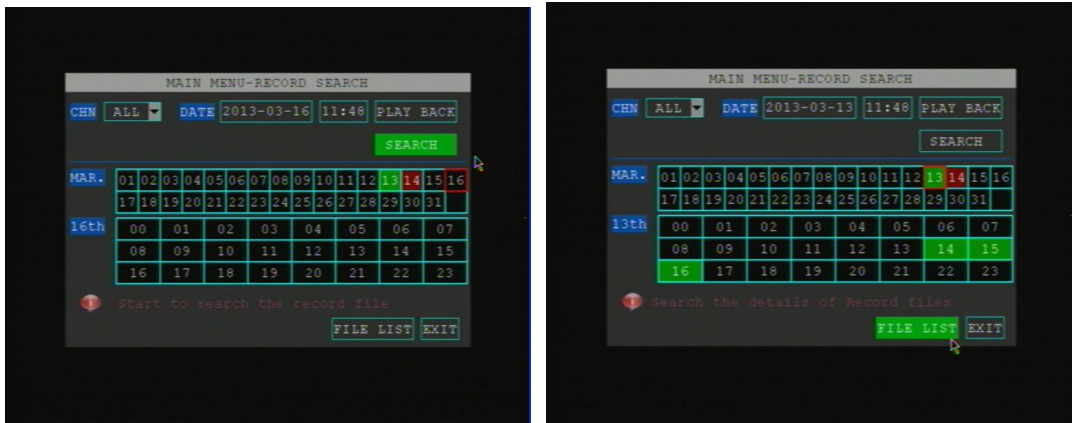 MAIN MENU-RECORD SEARCH
CHN ALL DATE 2013-03-16 11:48 PLAY BACK
SEARCH
MAR. 01 02 03 04 05 06 07 08 09 10 11 12 13 14 15 16
17 18 19 20 21 22 23 24 25 26 27 28 29 30 31
16th 00 01 02 03 04 05 06 07
08 09 10 11 12 13 14 15
16 17 18 19 20 21 22 23
Start to search the record file
FILE LIST EXIT
MAIN MENU-RECORD SEARCH
CHN ALL DATE 2013-03-13 11:48 PLAY BACK
SEARCH
MAR. 01 02 03 04 05 06 07 08 09 10 11 12 13 14 15 16
17 18 19 20 21 22 23 24 25 26 27 28 29 30 31
13th 00 01 02 03 04 05 06 07
08 09 10 11 12 13 14 15
16 17 18 19 20 21 22 23
Search the details of Record files
FILE LIST EXIT